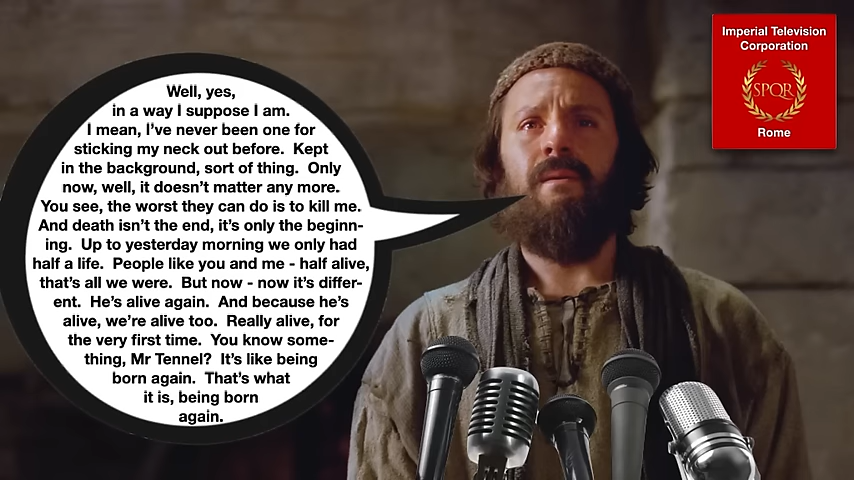 Well, yes,
in a way I suppose I am.
I mean, I've never been one for
sticking my neck out before.  Kept
in the background, sort of thing.  Only
now, well, it doesn't matter any more.
You see, the worst they can do is to kill me.
And death isn't the end, it's only the beginn-
ing.  Up to yesterday morning we only had
half a life.  People like you and me - half alive,
that's all we were.  But now - now it's differ-
ent.  He's alive again.  And because he's
alive, we're alive too.  Really alive, for
the very first time.  You know some-
thing, Mr Tennel?  It's like being
born again.  That's what
it is, being born
again.
Imperial Television
Corporation
SPQR
Rome